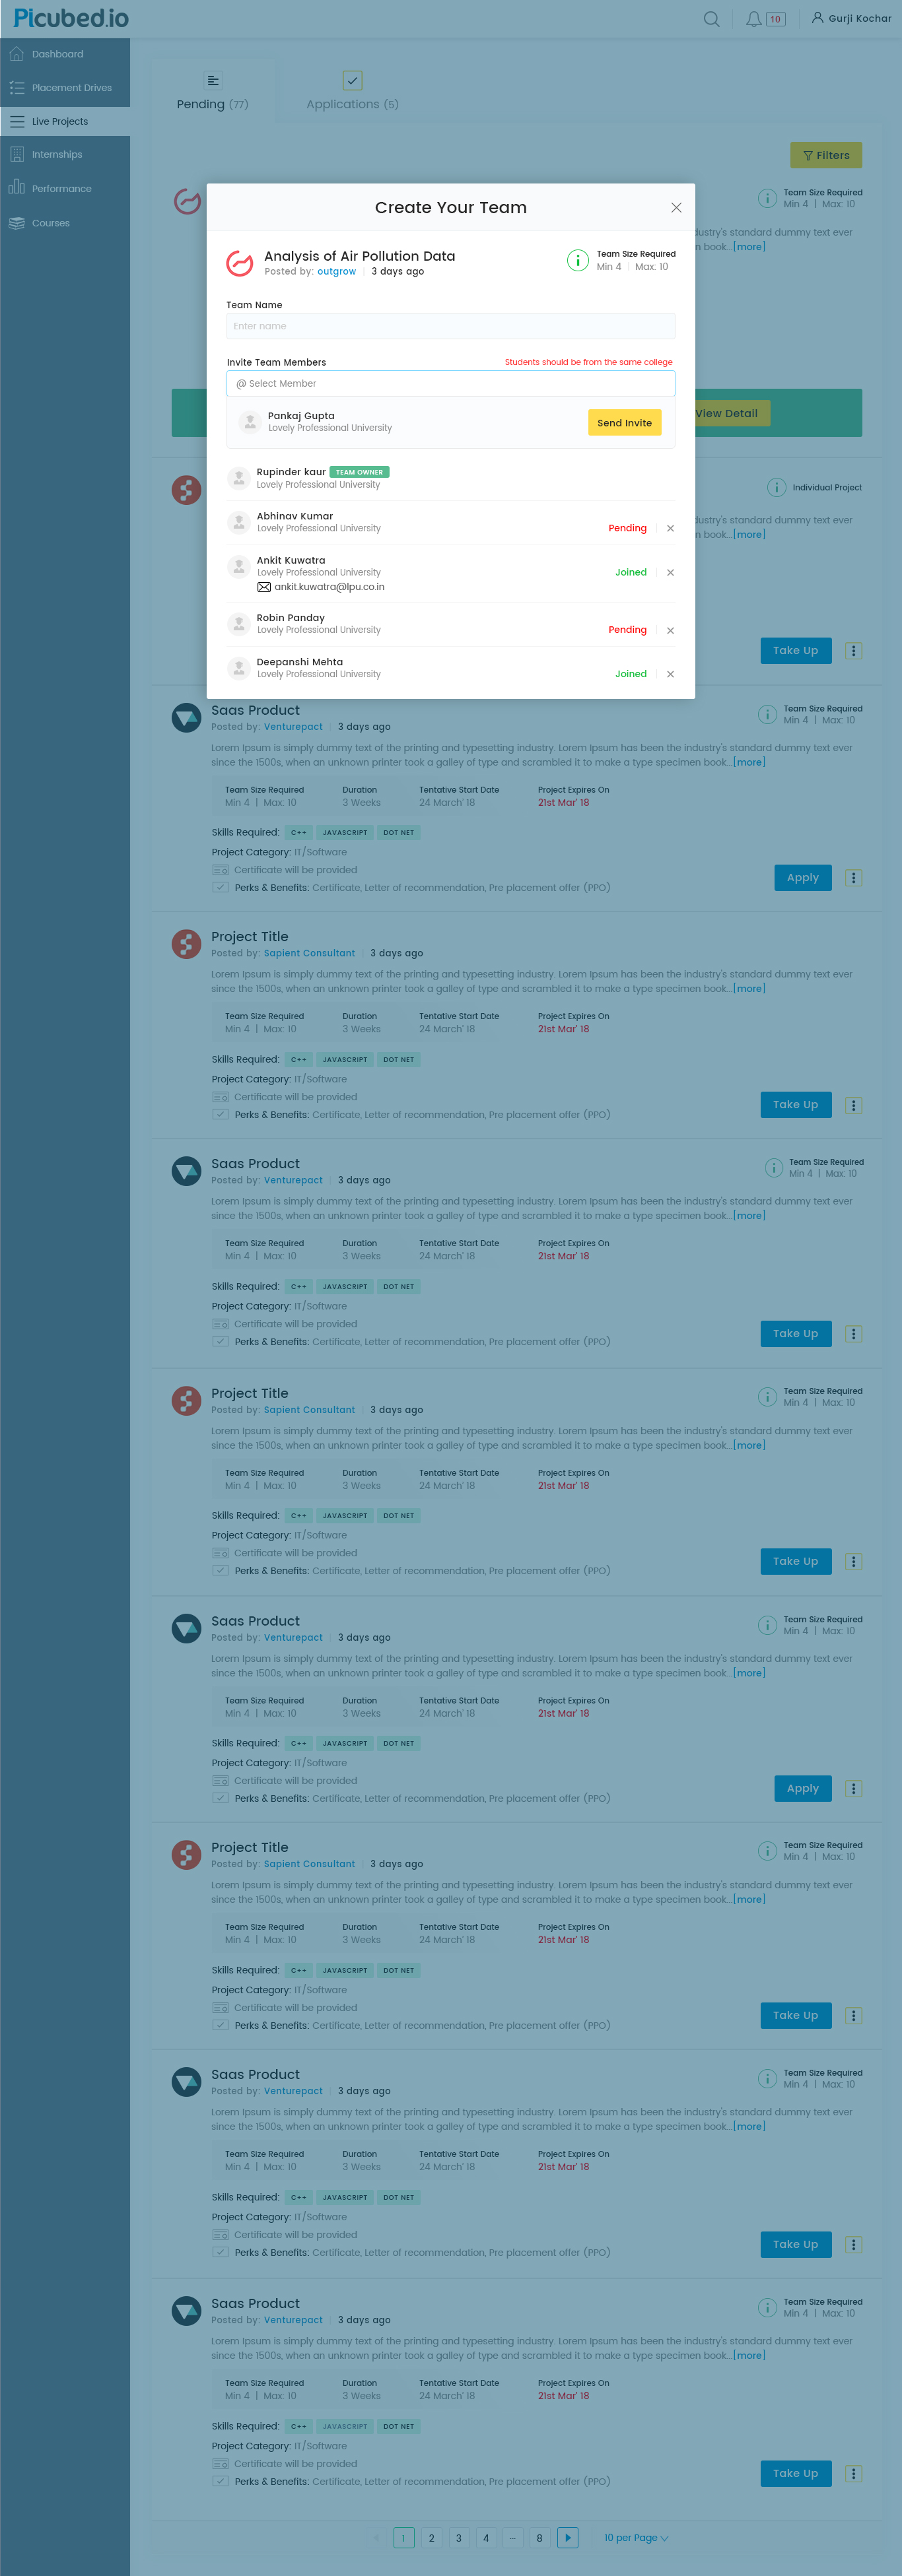 Picubed.io
10
Gurji Kochar
Dashboard
Placement Drives
Live Projects
Internships
Performance
Courses
Pending (77)
Applications (5)
Filters
Team Size Required
Min 4 | Max: 10
[more]
View Detail
Individual Project
[more]
Take Up
Create Your Team
Analysis of Air Pollution Data
Posted by: outgrow | 3 days ago
Team Size Required
Min 4 | Max: 10
Team Name
Enter name
Invite Team Members
Students should be from the same college
@ Select Member
Pankaj Gupta
Lovely Professional University
Send Invite
Rupinder kaur TEAM OWNER
Lovely Professional University
Abhinav Kumar
Lovely Professional University
Pending
Ankit Kuwatra
Lovely Professional University
ankit.kuwatra@lpu.co.in
Joined
Robin Panday
Lovely Professional University
Pending
Deepanshi Mehta
Lovely Professional University
Joined
Saas Product
Posted by: Venturepact | 3 days ago
Team Size Required
Min 4 | Max: 10
Lorem Ipsum is simply dummy text of the printing and typesetting industry. Lorem Ipsum has been the industry's standard dummy text ever
since the 1500s, when an unknown printer took a galley of type and scrambled it to make a type specimen book...[more]
Team Size Required Duration Tentative Start Date Project Expires On
Min 4 | Max: 10 3 Weeks 24 March' 18 21st Mar' 18
Skills Required: C++ JAVASCRIPT DOT NET
Project Category: IT/Software
Certificate will be provided
Perks & Benefits: Certificate, Letter of recommendation, Pre placement offer (PPO)
Apply
Project Title
Posted by: Sapient Consultant | 3 days ago
Lorem Ipsum is simply dummy text of the printing and typesetting industry. Lorem Ipsum has been the industry's standard dummy text ever
since the 1500s, when an unknown printer took a galley of type and scrambled it to make a type specimen book...[more]
Team Size Required Duration Tentative Start Date Project Expires On
Min 4 | Max: 10 3 Weeks 24 March' 18 21st Mar' 18
Skills Required: C++ JAVASCRIPT DOT NET
Project Category: IT/Software
Certificate will be provided
Perks & Benefits: Certificate, Letter of recommendation, Pre placement offer (PPO)
Take Up
Saas Product
Posted by: Venturepact | 3 days ago
Team Size Required
Min 4 | Max: 10
Lorem Ipsum is simply dummy text of the printing and typesetting industry. Lorem Ipsum has been the industry's standard dummy text ever
since the 1500s, when an unknown printer took a galley of type and scrambled it to make a type specimen book...[more]
Team Size Required Duration Tentative Start Date Project Expires On
Min 4 | Max: 10 3 Weeks 24 March' 18 21st Mar' 18
Skills Required: C++ JAVASCRIPT DOT NET
Project Category: IT/Software
Certificate will be provided
Perks & Benefits: Certificate, Letter of recommendation, Pre placement offer (PPO)
Take Up
Project Title
Posted by: Sapient Consultant | 3 days ago
Team Size Required
Min 4 | Max: 10
Lorem Ipsum is simply dummy text of the printing and typesetting industry. Lorem Ipsum has been the industry's standard dummy text ever
since the 1500s, when an unknown printer took a galley of type and scrambled it to make a type specimen book...[more]
Team Size Required Duration Tentative Start Date Project Expires On
Min 4 | Max: 10 3 Weeks 24 March' 18 21st Mar' 18
Skills Required: C++ JAVASCRIPT DOT NET
Project Category: IT/Software
Certificate will be provided
Perks & Benefits: Certificate, Letter of recommendation, Pre placement offer (PPO)
Take Up
Saas Product
Posted by: Venturepact | 3 days ago
Team Size Required
Min 4 | Max: 10
Lorem Ipsum is simply dummy text of the printing and typesetting industry. Lorem Ipsum has been the industry's standard dummy text ever
since the 1500s, when an unknown printer took a galley of type and scrambled it to make a type specimen book...[more]
Team Size Required Duration Tentative Start Date Project Expires On
Min 4 | Max: 10 3 Weeks 24 March' 18 21st Mar' 18
Skills Required: C++ JAVASCRIPT DOT NET
Project Category: IT/Software
Certificate will be provided
Perks & Benefits: Certificate, Letter of recommendation, Pre placement offer (PPO)
Apply
Project Title
Posted by: Sapient Consultant | 3 days ago
Team Size Required
Min 4 | Max: 10
Lorem Ipsum is simply dummy text of the printing and typesetting industry. Lorem Ipsum has been the industry's standard dummy text ever
since the 1500s, when an unknown printer took a galley of type and scrambled it to make a type specimen book...[more]
Team Size Required Duration Tentative Start Date Project Expires On
Min 4 | Max: 10 3 Weeks 24 March' 18 21st Mar' 18
Skills Required: C++ JAVASCRIPT DOT NET
Project Category: IT/Software
Certificate will be provided
Perks & Benefits: Certificate, Letter of recommendation, Pre placement offer (PPO)
Take Up
Saas Product
Posted by: Venturepact | 3 days ago
Team Size Required
Min 4 | Max: 10
Lorem Ipsum is simply dummy text of the printing and typesetting industry. Lorem Ipsum has been the industry's standard dummy text ever
since the 1500s, when an unknown printer took a galley of type and scrambled it to make a type specimen book...[more]
Team Size Required Duration Tentative Start Date Project Expires On
Min 4 | Max: 10 3 Weeks 24 March' 18 21st Mar' 18
Skills Required: C++ JAVASCRIPT DOT NET
Project Category: IT/Software
Certificate will be provided
Perks & Benefits: Certificate, Letter of recommendation, Pre placement offer (PPO)
Take Up
Saas Product
Posted by: Venturepact | 3 days ago
Team Size Required
Min 4 | Max: 10
Lorem Ipsum is simply dummy text of the printing and typesetting industry. Lorem Ipsum has been the industry's standard dummy text ever
since the 1500s, when an unknown printer took a galley of type and scrambled it to make a type specimen book...[more]
Team Size Required Duration Tentative Start Date Project Expires On
Min 4 | Max: 10 3 Weeks 24 March' 18 21st Mar' 18
Skills Required: C++ JAVASCRIPT DOT NET
Project Category: IT/Software
Certificate will be provided
Perks & Benefits: Certificate, Letter of recommendation, Pre placement offer (PPO)
Take Up
1 2 3 4 ... 8
10 per Page